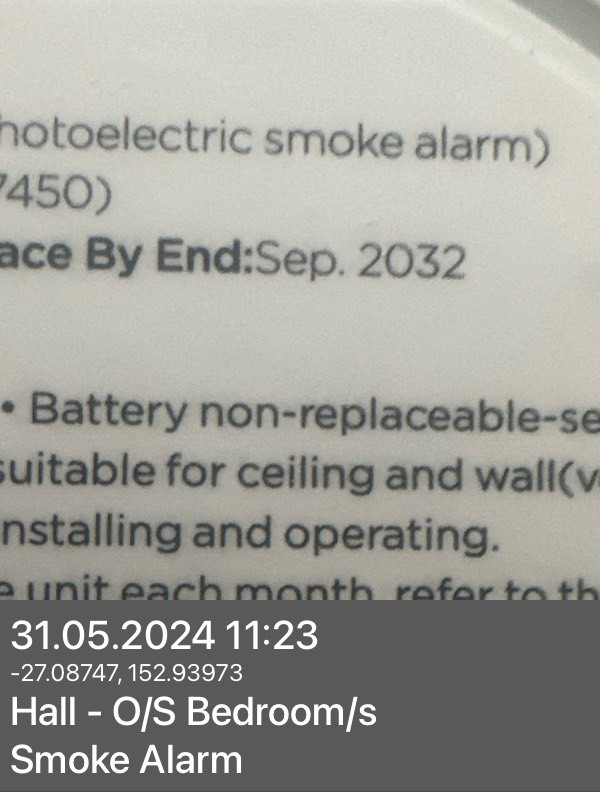 hotoelectric smoke alarm)
7450)
ace By End:Sep. 2032
• Battery non-replaceable-se
suitable for ceiling and wall(v
nstalling and operating.
e unit each month, refer to th
31.05.2024 11:23
-27.08747, 152.93973
Hall - O/S Bedroom/s
Smoke Alarm